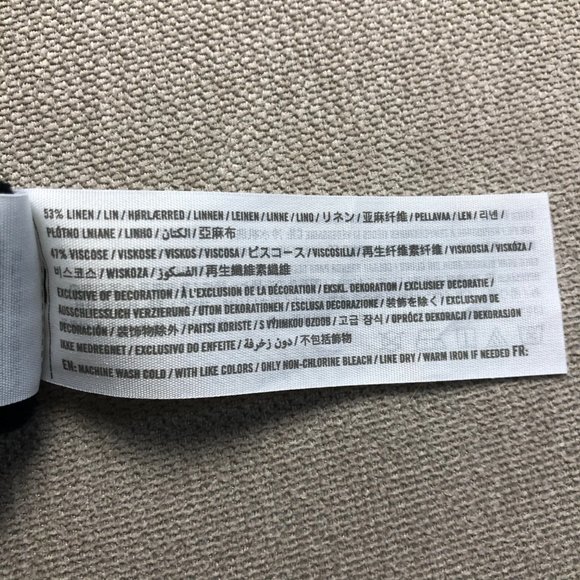 53% LINEN / LIN / HØRLÆRRED / LINNEN / LEINEN / LINNE / LINO / リネン / 亚麻纤维 / PELLAVAA / LEN / 리넨 /
PŁÓTNO LNIANE / LINHO / الكتان / 亞麻布
47% VISCOSE / VISKOSE / VISKOS / VISCOSA / ビスコース / VISCOSILLA / 再生纤维素纤维 / VISKOOSIA / VISKÓZA /
비스코스 / WISKOZA / الفسكوز / 再生纖維素纖維
EXCLUSIVE OF DECORATION / À L'EXCLUSION DE LA DÉCORATION / EKSKL. DEKORATION / EXCLUSIEF DECORATIE /
AUSSCHLIESSLICH VERZIERUNG / UTOM DEKORATIONEN / ESCLUSA DECORAZIONE / 装飾を除く / EXCLUSIVO DE
DECORACIÓN / 装饰物除外 / PAITSI KORISTE / S VÝJIMKOU OZDOB / 고급 장식 / OPRÓCZ DEKORACJI / DEKORASJON
IKKE MEDREGNET / EXCLUSIVO DO ENFEITE / دون زخرفة / 不包括裝飾
EN: MACHINE WASH COLD / WITH LIKE COLORS / ONLY NON-CHLORINE BLEACH / LINE DRY / WARM IRON IF NEEDED FR: